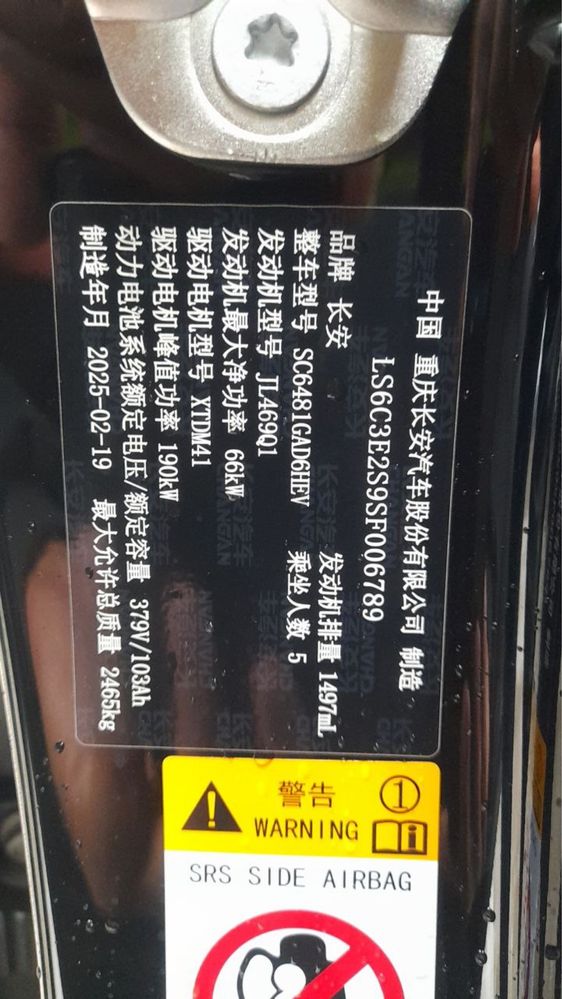 中国 重庆长安汽车股份有限公司 制造
LS6C3E2S9SF006789
品牌 长安
整车型号 SC6481GAD6HEV 发动机排量 1497mL
发动机型号 JL469Q1 乘坐人数 5
发动机最大净功率 66kW
驱动电机型号 XTDM41
驱动电机峰值功率 190kW
动力电池系统额定电压/额定容量 379V/103Ah
制造年月 2025-02-19 最大允许总质量 2465kg
警告 ①
WARNING
SRS SIDE AIRBAG